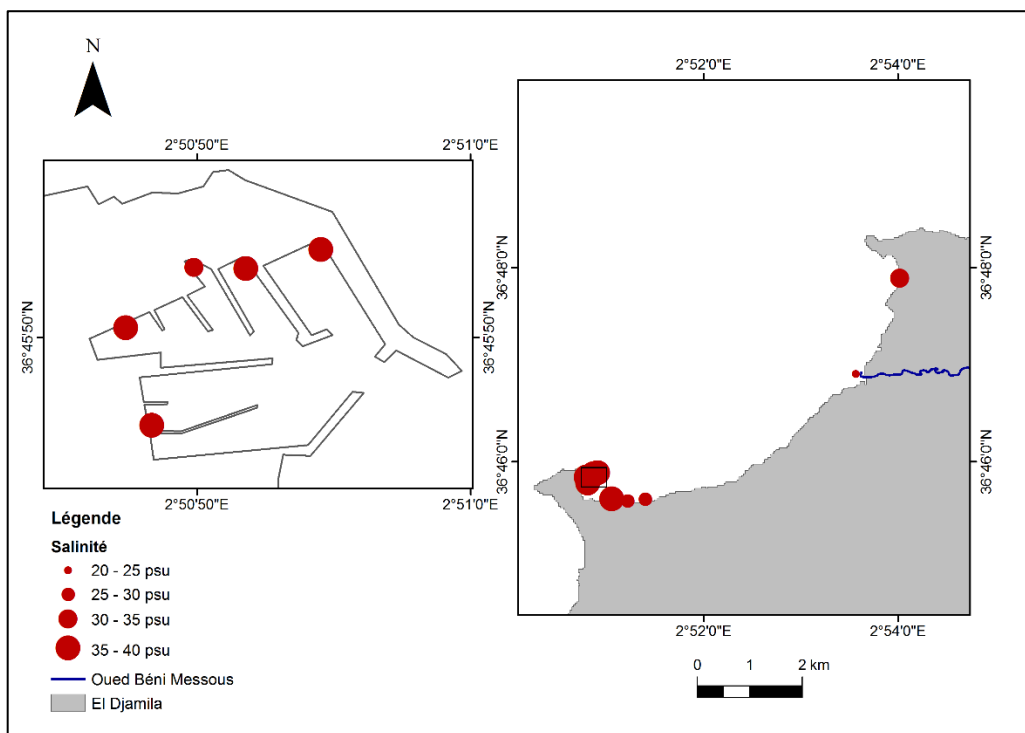 N
2°50'50"E
2°51'0"E
36°45'50"N
36°45'50"N
Légende
Salinité
20 - 25 psu
25 - 30 psu
30 - 35 psu
35 - 40 psu
Oued Béni Messous
El Djamila
2°50'50"E
2°51'0"E
2°52'0"E
2°54'0"E
36°48'0"N
36°48'0"N
36°46'0"N
36°46'0"N
2°52'0"E
2°54'0"E
0 1 2 km